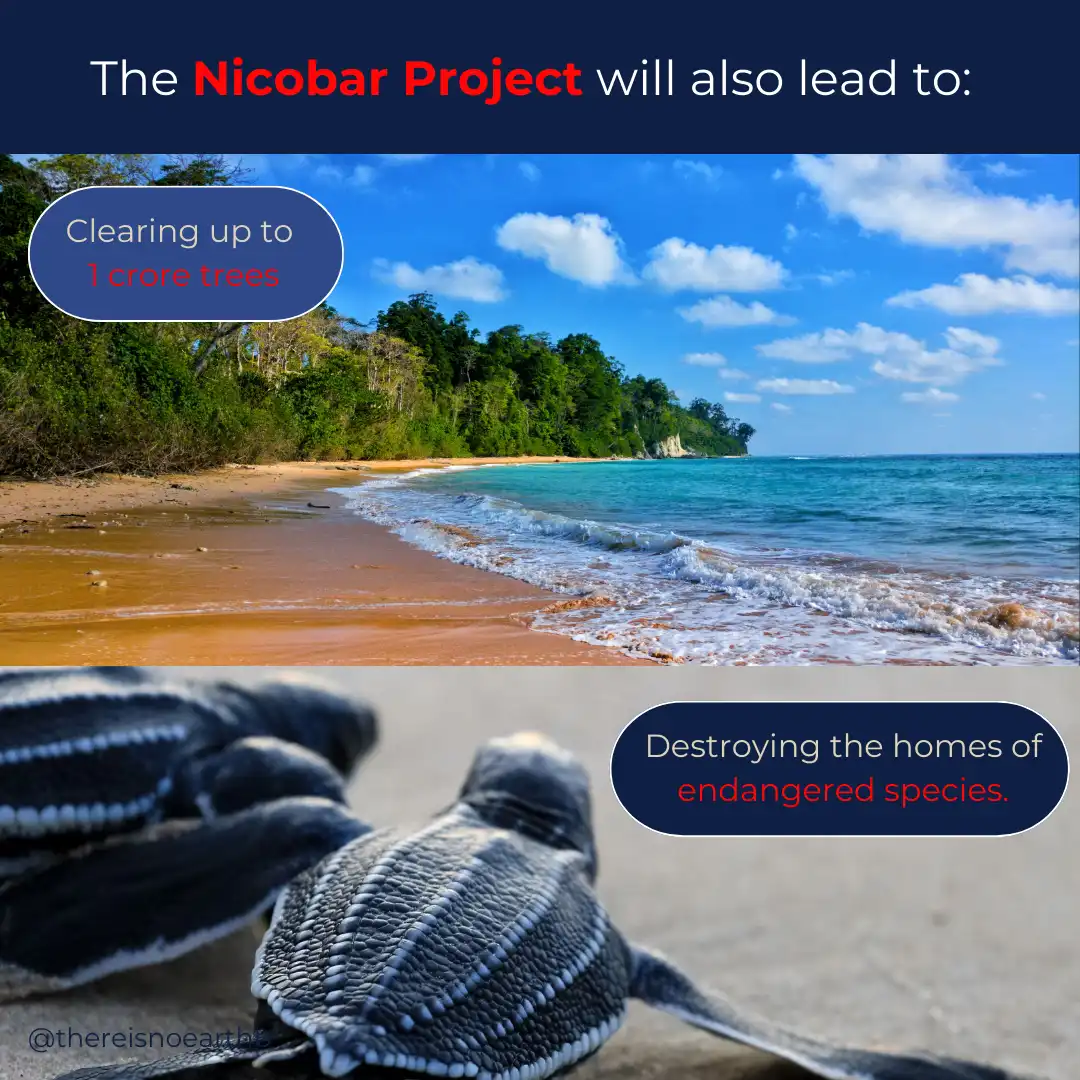 The Nicobar Project will also lead to:
Clearing up to
1 crore trees
Destroying the homes of
endangered species.
@thereisnoearthb